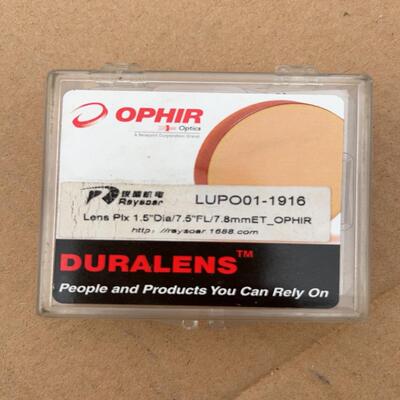 OPHIR
Optics
A Newport Corporation Brand
Raysoar
LUPO01-1916
Lens Plx 1.5"Dia/7.5"FL/7.8mmET_OPHIR
http://raysoar.1688.com
DURALENS™
People and Products You Can Rely On